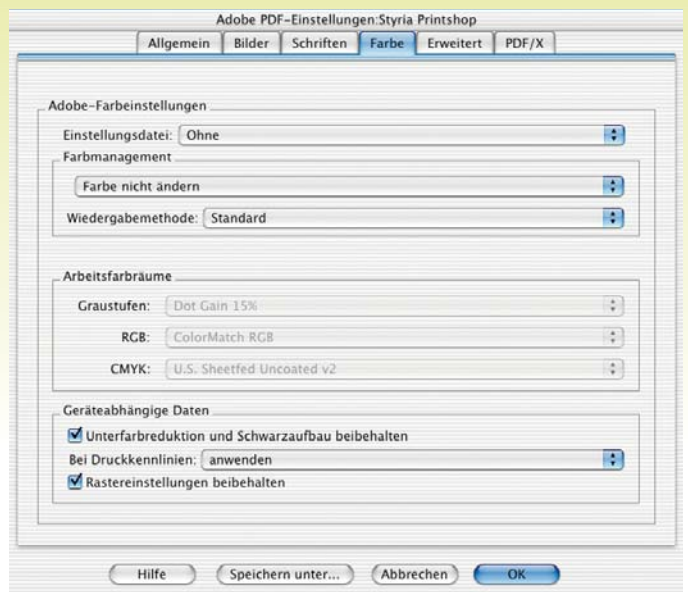 Adobe PDF-Einstellungen:Styria Printshop
Allgemein Bilder Schriften Farbe Erweitert PDF/X
Adobe-Farbeinstellungen
Einstellungsdatei: Ohne
Farbmanagement
Farbe nicht ändern
Wiedergabemethode: Standard
Arbeitsfarbräume
Graustufen: Dot Gain 15%
RGB: ColorMatch RGB
CMYK: U.S. Sheetfed Uncoated v2
Geräteabhängige Daten
Unterfarbreduktion und Schwarzaufbau beibehalten
Bei Druckkennlinien: anwenden
Rastereinstellungen beibehalten
Hilfe Speichern unter... Abbrechen OK